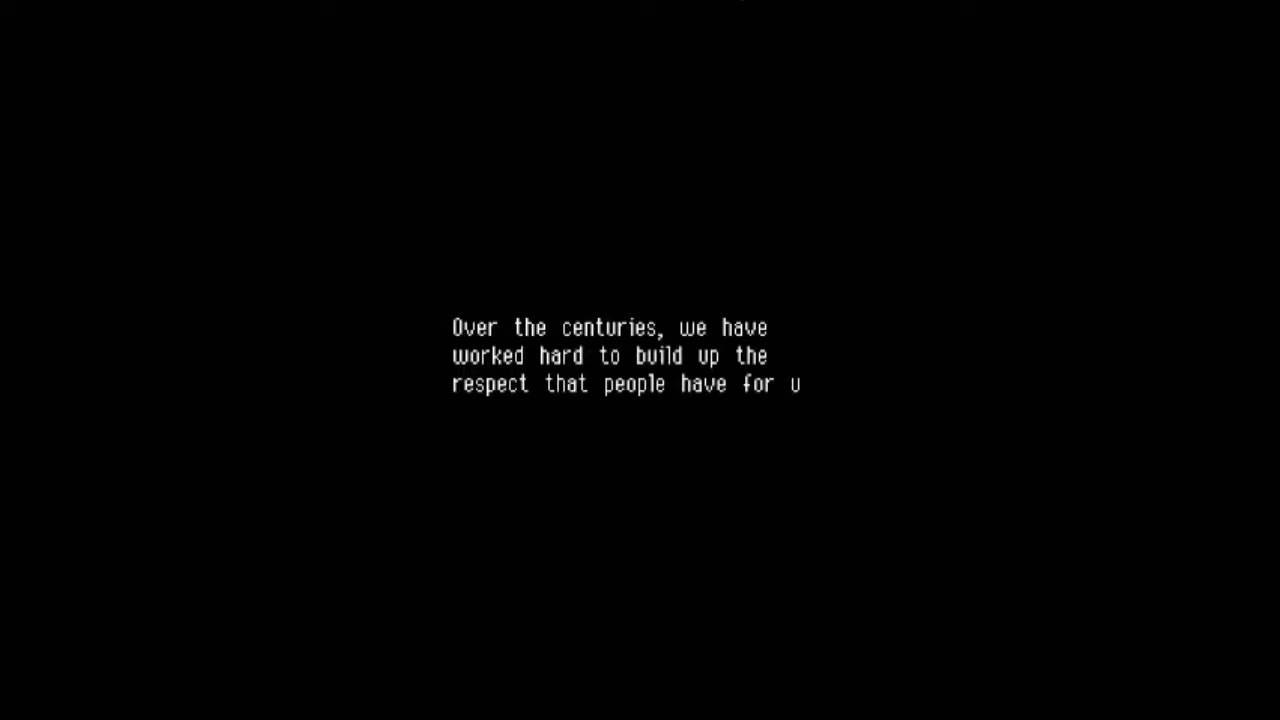 Over the centuries, we have
worked hard to build up the
respect that people have for u